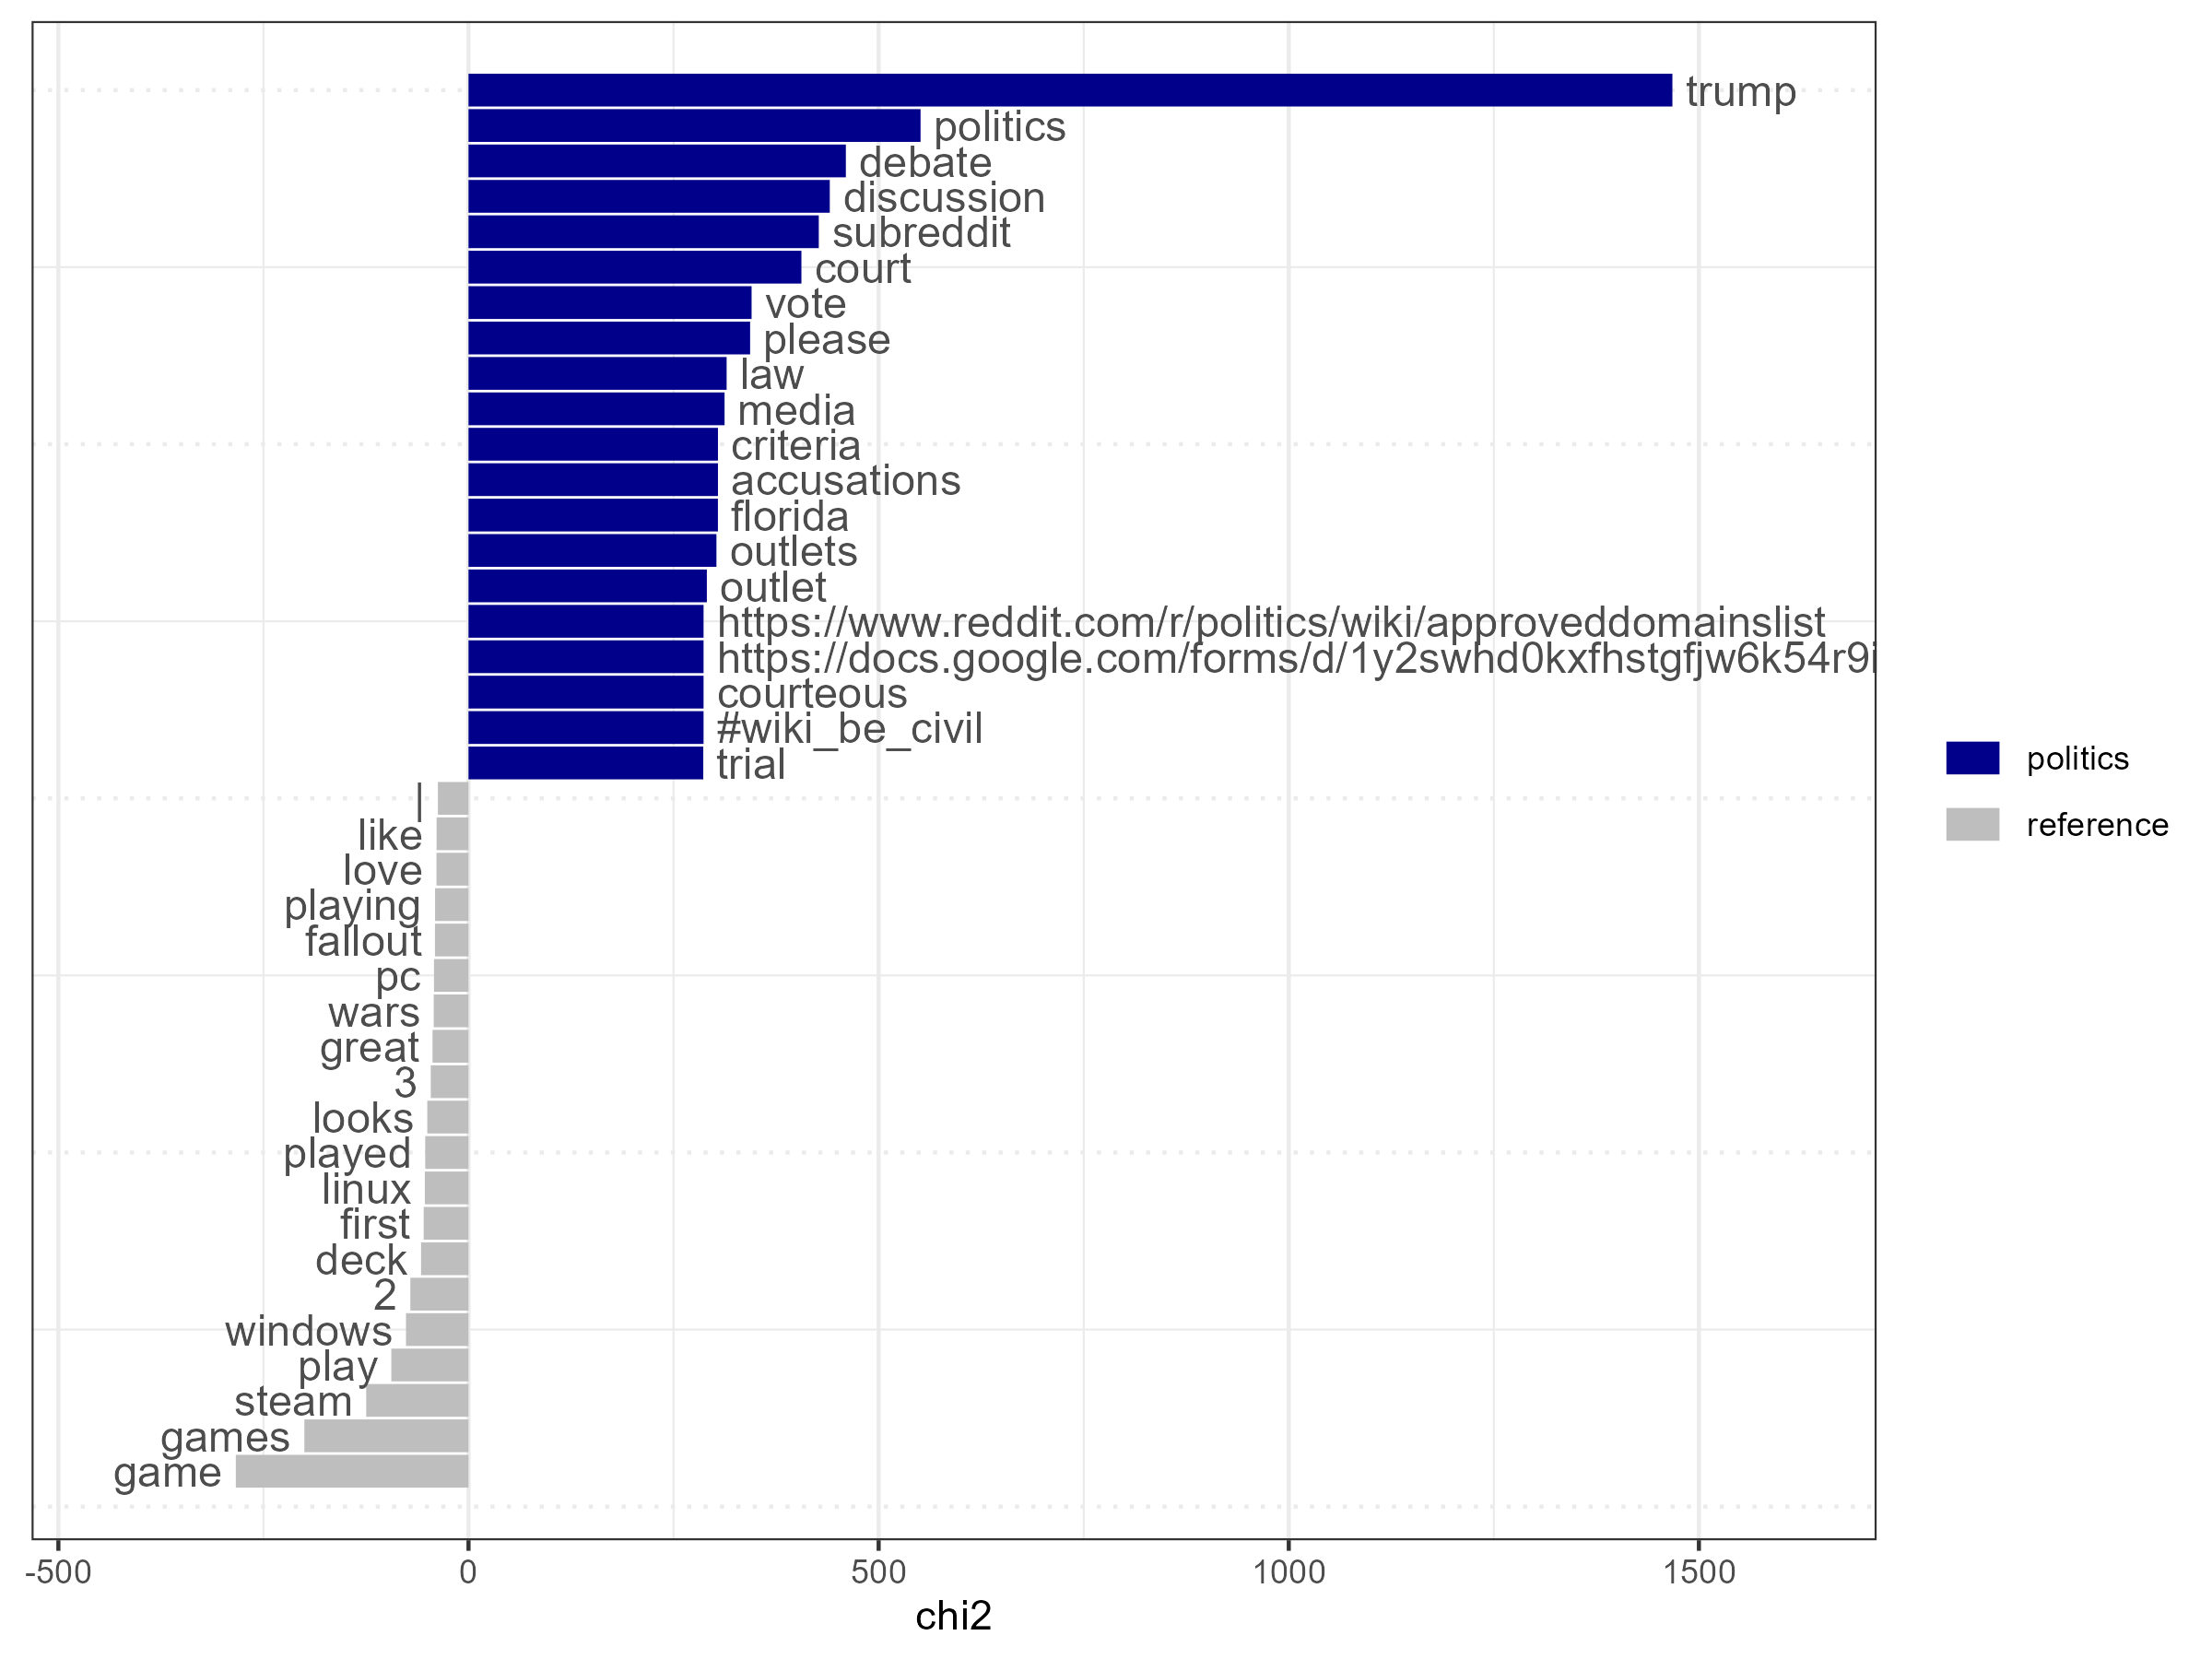 trump
politics
debate
discussion
subreddit
court
vote
please
law
media
criteria
accusations
florida
outlets
outlet
https://www.reddit.com/r/politics/wiki/approveddomainslist
https://docs.google.com/forms/d/1y2swhd0kxfhstgfjw6k54r9i
courteous
#wiki_be_civil
trial
|
like
love
playing
fallout
pc
wars
great
3
looks
played
linux
first
deck
2
windows
play
steam
games
game
-500 0 500 1000 1500
chi2
politics
reference